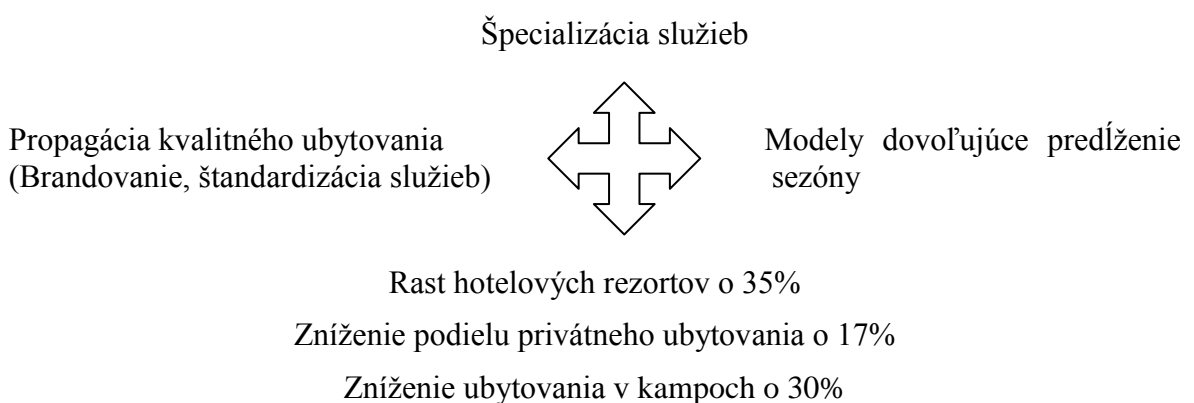 Špecializácia služieb
Propagácia kvalitného ubytovania
(Brandovanie, štandardizácia služieb)
Modely dovoľujúce predĺženie
sezóny
Rast hotelových rezortov o 35%
Zníženie podielu privátneho ubytovania o 17%
Zníženie ubytovania v kampoch o 30%